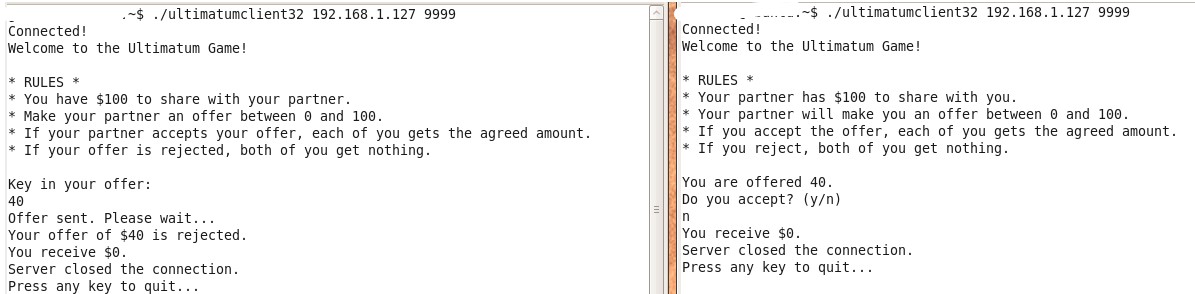 .~$ ./ultimatumclient32 192.168.1.127 9999
Connected!
Welcome to the Ultimatum Game!
* RULES *
* You have $100 to share with your partner.
* Make your partner an offer between 0 and 100.
* If your partner accepts your offer, each of you gets the agreed amount.
* If your offer is rejected, both of you get nothing.
Key in your offer:
40
Offer sent. Please wait...
Your offer of $40 is rejected.
You receive $0.
Server closed the connection.
Press any key to quit...
.~$ ./ultimatumclient32 192.168.1.127 9999
Connected!
Welcome to the Ultimatum Game!
* RULES *
* Your partner has $100 to share with you.
* Your partner will make you an offer between 0 and 100.
* If you accept the offer, each of you gets the agreed amount.
* If you reject, both of you get nothing.
You are offered 40.
Do you accept? (y/n)
n
You receive $0.
Server closed the connection.
Press any key to quit...